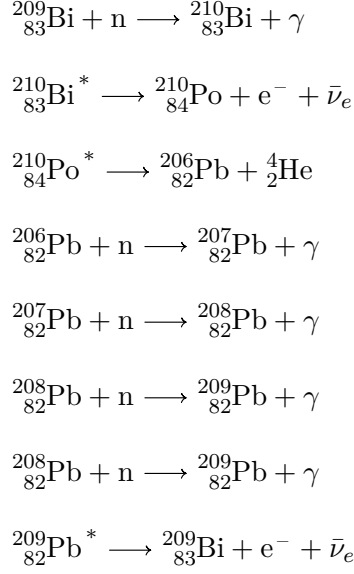 ²⁰⁹₈₃Bi + n ⟶ ²¹⁰₈₃Bi + γ
²¹⁰₈₃Bi* ⟶ ²¹⁰₈₄Po + e⁻ + ν̄ₑ
²¹⁰₈₄Po* ⟶ ²⁰⁶₈₂Pb + ⁴₂He
²⁰⁶₈₂Pb + n ⟶ ²⁰⁷₈₂Pb + γ
²⁰⁷₈₂Pb + n ⟶ ²⁰⁸₈₂Pb + γ
²⁰⁸₈₂Pb + n ⟶ ²⁰⁹₈₂Pb + γ
²⁰⁸₈₂Pb + n ⟶ ²⁰⁹₈₂Pb + γ
²⁰⁹₈₂Pb* ⟶ ²⁰⁹₈₃Bi + e⁻ + ν̄ₑ